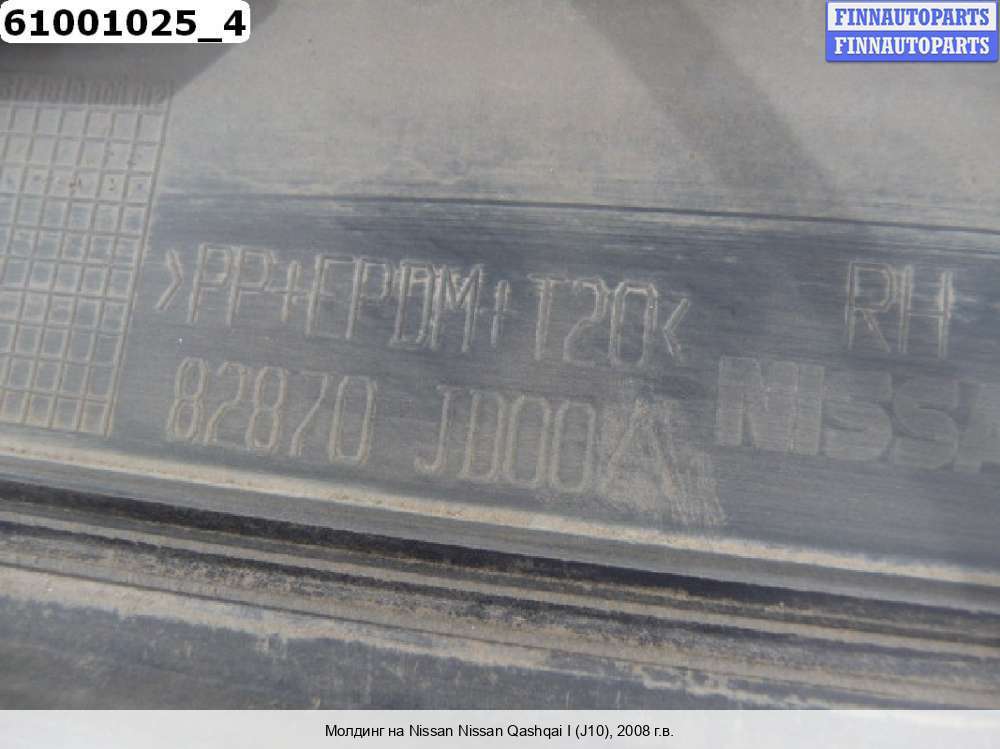 61001025_4
FINNAUTOPARTS
FINNAUTOPARTS
>PP+EPDM+T20< RH
82870 JD00A NISSA
Молдинг на Nissan Nissan Qashqai I (J10), 2008 г.в.